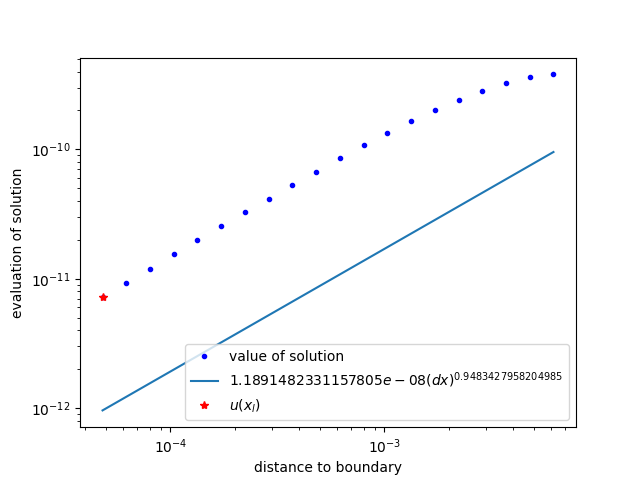 10⁻¹⁰
10⁻¹¹
10⁻¹²
evaluation of solution
value of solution
1.1891482331157805e − 08(dx)^0.9483427958204985
u(x_l)
10⁻⁴
10⁻³
distance to boundary